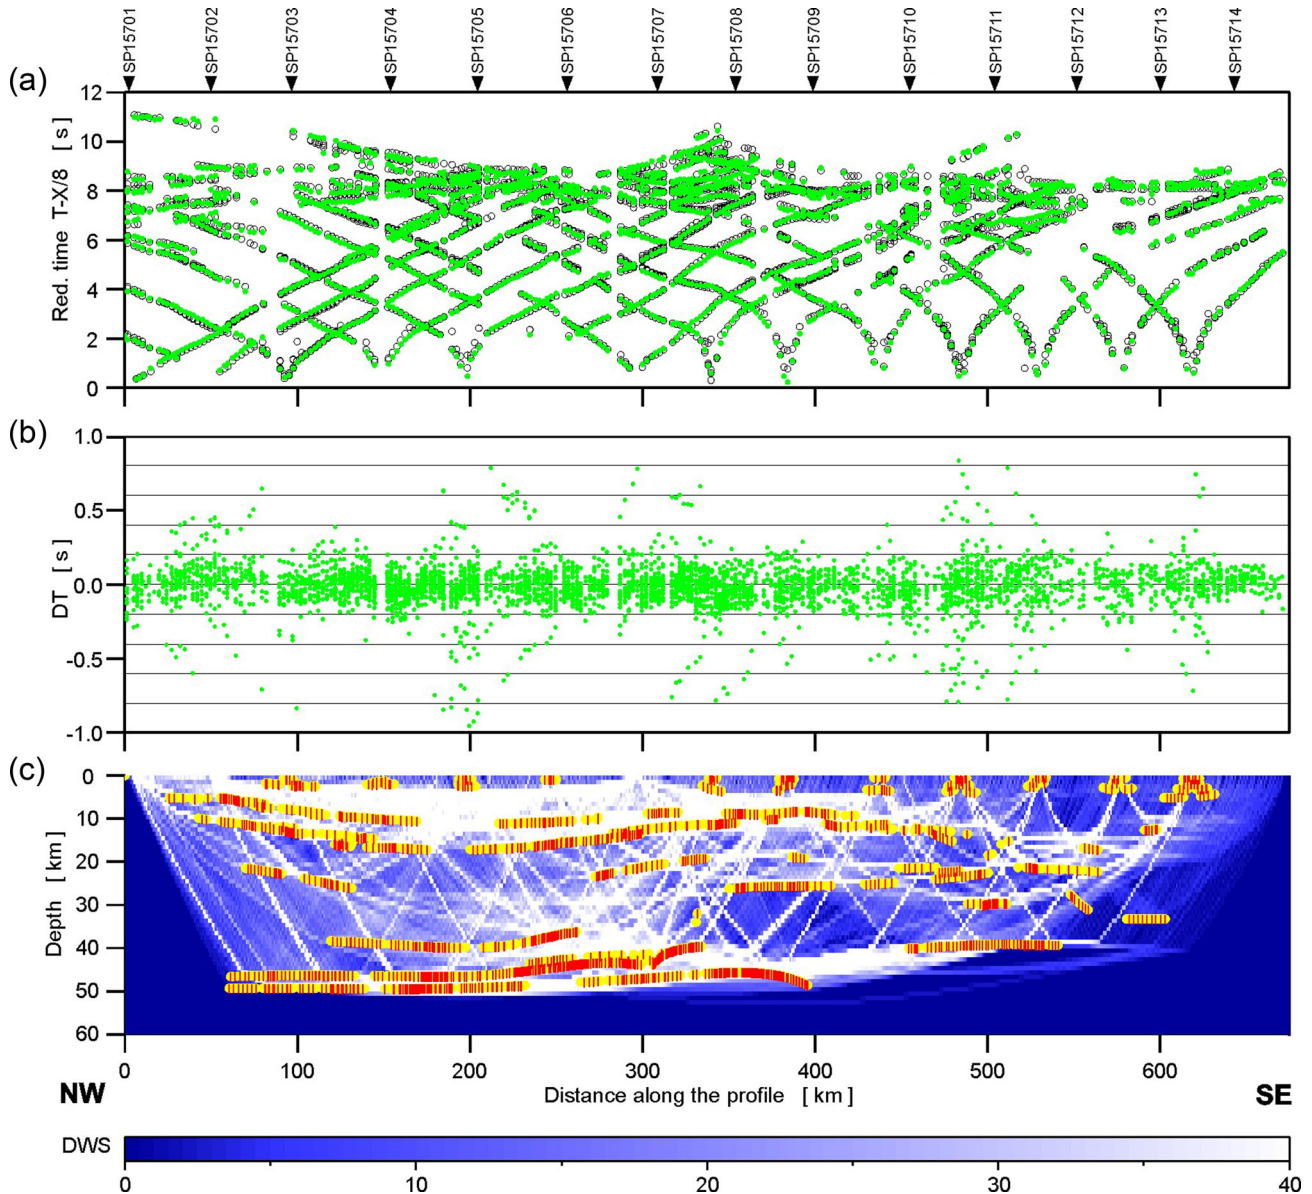 SP15701 SP15702 SP15703 SP15704 SP15705 SP15706 SP15707 SP15708 SP15709 SP15710 SP15711 SP15712 SP15713 SP15714
(a)
Red. time T-X/8 [ s ]
12
10
8
6
4
2
0
(b)
DT [ s ]
1.0
0.5
0.0
-0.5
-1.0
(c)
Depth [ km ]
0
10
20
30
40
50
60
0 100 200 300 400 500 600
NW Distance along the profile [ km ] SE
DWS
0 10 20 30 40